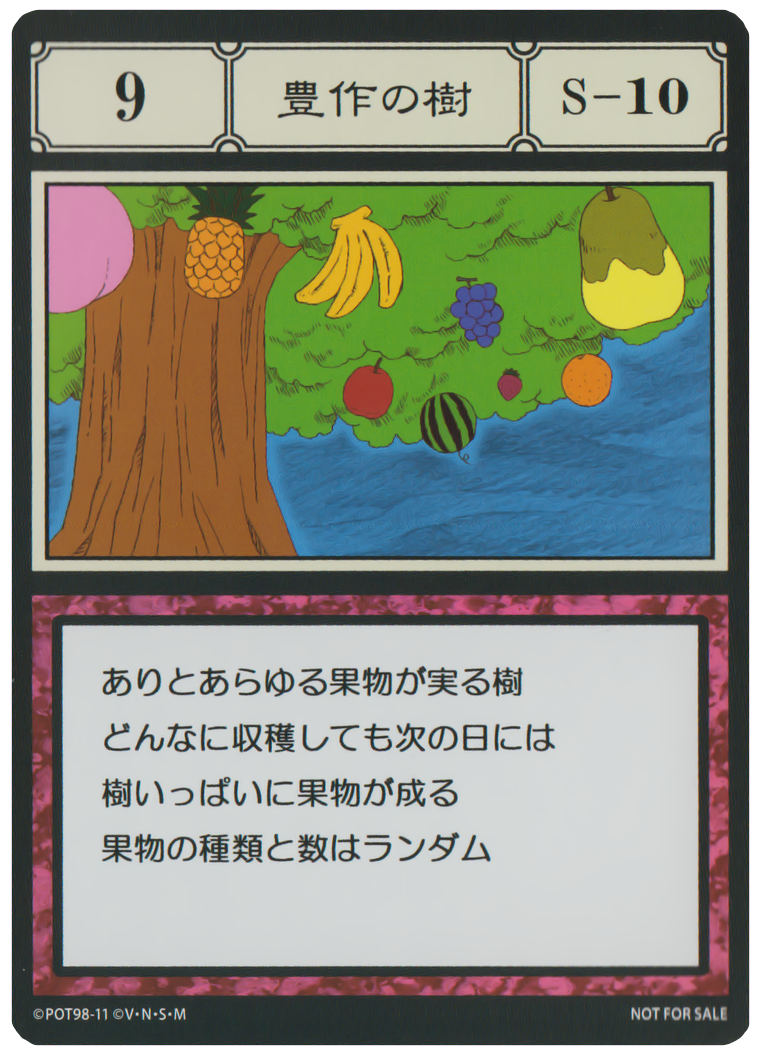 9
豊作の樹
S-10
ありとあらゆる果物が実る樹
どんなに収穫しても次の日には
樹いっぱいに果物が成る
果物の種類と数はランダム
©POT98-11 ©V・N・S・M
NOT FOR SALE